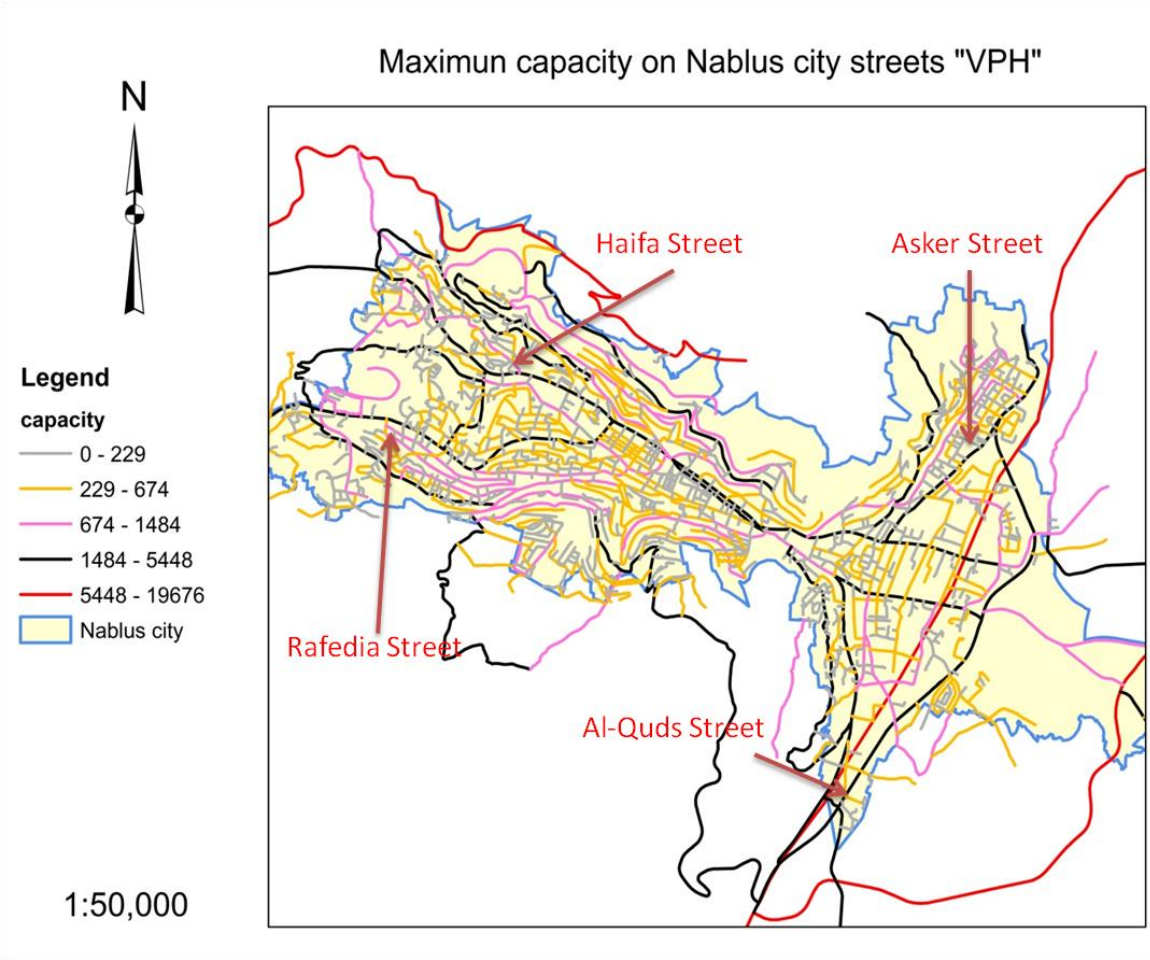 Maximun capacity on Nablus city streets "VPH"
N
Haifa Street
Asker Street
Legend
capacity
0 - 229
229 - 674
674 - 1484
1484 - 5448
5448 - 19676
Nablus city
Rafedia Street
Al-Quds Street
1:50,000